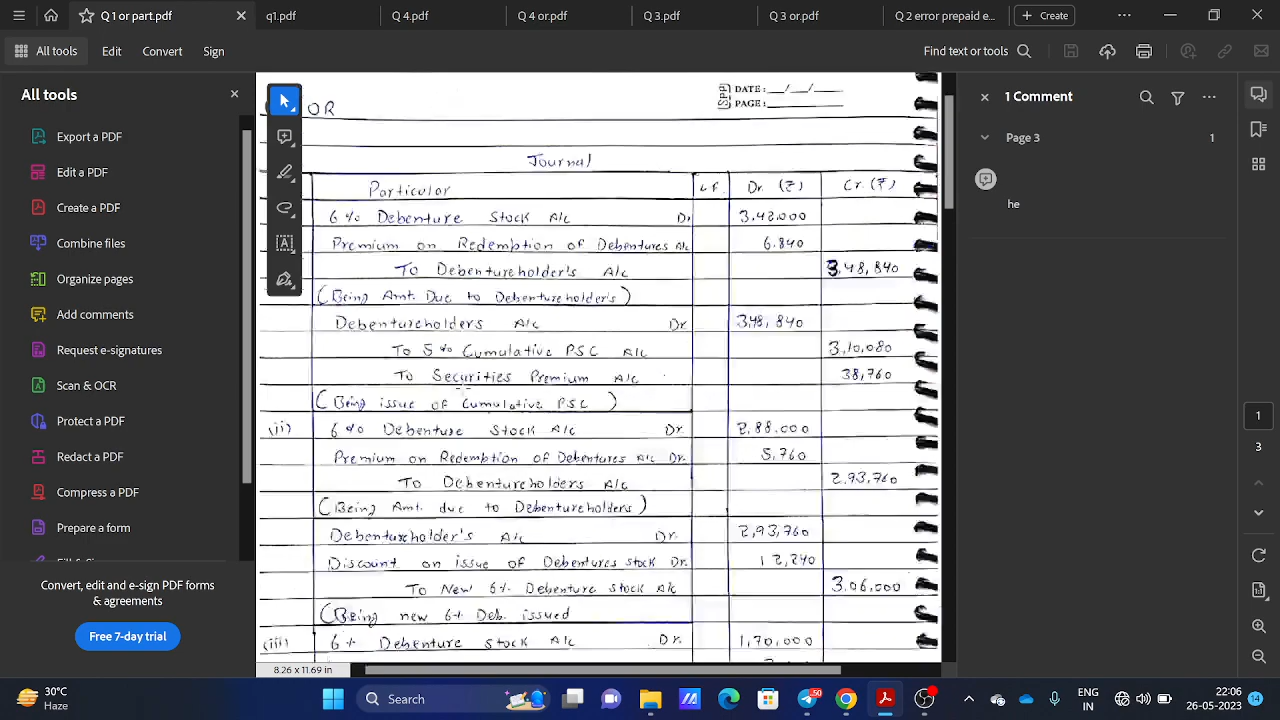 Q 1 or part.pdf
q1.pdf
Q 4.pdf
Q 4 or.pdf
Q 3.pdf
Q 3 or.pdf
Q 2 error prepaid e...
Create
All tools
Edit
Convert
Sign
Find text or tools
All tools
Export a PDF
Edit a PDF
Create a PDF
Combine files
Organize pages
Add comments
Request e-signatures
Scan & OCR
Protect a PDF
Redact a PDF
Compress a PDF
Prepare a form
Convert, edit and e-sign PDF forms
& agreements
Free 7-day trial
OR
DATE: __/__/__
PAGE:
Journal
Particular L.F. Dr. (₹) Cr. (₹)
6% Debenture Stock A/c Dr. 3,42,000
Premium on Redemption of Debentures A/c 6,840
To Debentureholder's A/c 3,48,840
(Being Amt. Due to Debentureholder's)
Debentureholders A/c Dr. 3,48,840
To 5% Cumulative PSC A/c 3,10,080
To Securities Premium A/c 38,760
(Being issue of Cumulative PSC)
(ii) 6% Debenture Stock A/c Dr. 2,88,000
Premium on Redemption of Debentures A/c Dr. 5,760
To Debentureholders A/c 2,93,760
(Being Amt. due to Debentureholders)
Debentureholder's A/c Dr. 2,93,760
Discount on issue of Debentures stock Dr. 12,240
To New 6% Debenture stock A/c 3,06,000
(Being new 6% Deb. issued
(iii) 6% Debenture stock A/c Dr. 1,70,000
8.26 x 11.69 in
1 Comment
Page 3
1
he
1
3
30°C
Haze
Search
50
ENG
IN
22:06
21-05-2023
14